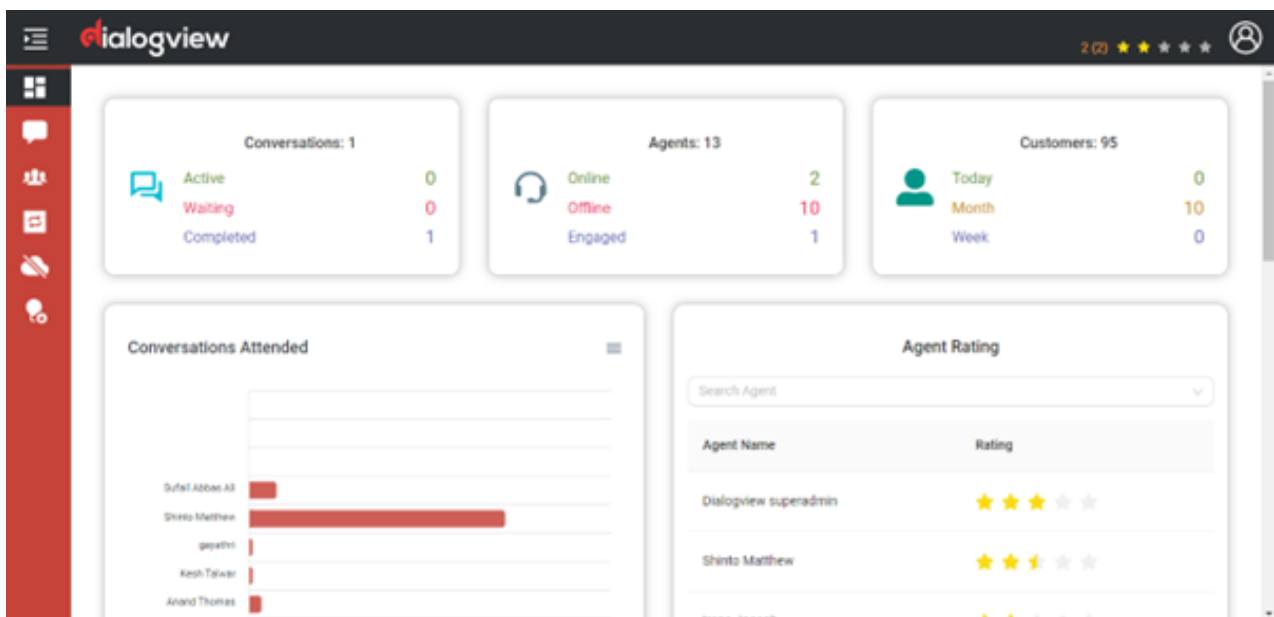 dialogview
2 (2)
Conversations: 1
Active 0
Waiting 0
Completed 1
Agents: 13
Online 2
Offline 10
Engaged 1
Customers: 95
Today 0
Month 10
Week 0
Conversations Attended
Sufail Abbas Ali
Shinto Matthew
gayathri
Kesh Talwar
Anand Thomas
Agent Rating
Search Agent
Agent Name Rating
Dialogview superadmin
Shinto Matthew